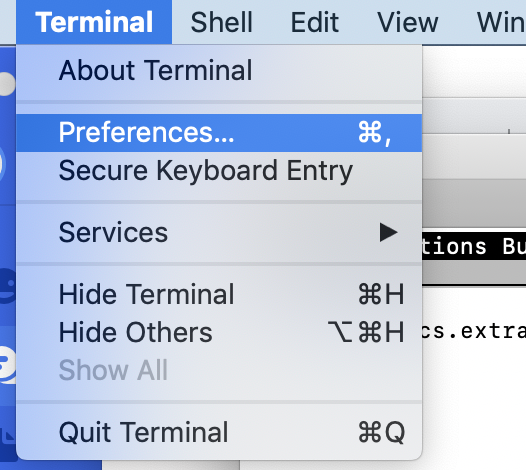 Terminal Shell Edit View Win
About Terminal
Preferences... ⌘,
Secure Keyboard Entry
tions Bu
Services ▶
Hide Terminal ⌘H
Hide Others ⌥⌘H
cs.extra
Show All
Quit Terminal ⌘Q